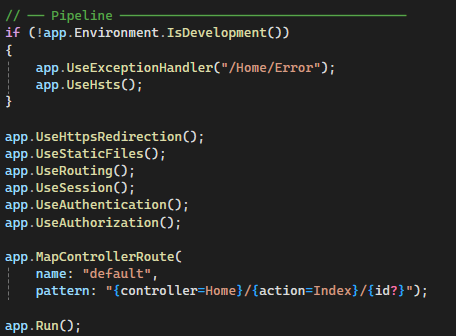 // ── Pipeline ───────────────────────────────────
if (!app.Environment.IsDevelopment())
{
    app.UseExceptionHandler("/Home/Error");
    app.UseHsts();
}

app.UseHttpsRedirection();
app.UseStaticFiles();
app.UseRouting();
app.UseSession();
app.UseAuthentication();
app.UseAuthorization();

app.MapControllerRoute(
    name: "default",
    pattern: "{controller=Home}/{action=Index}/{id?}");

app.Run();